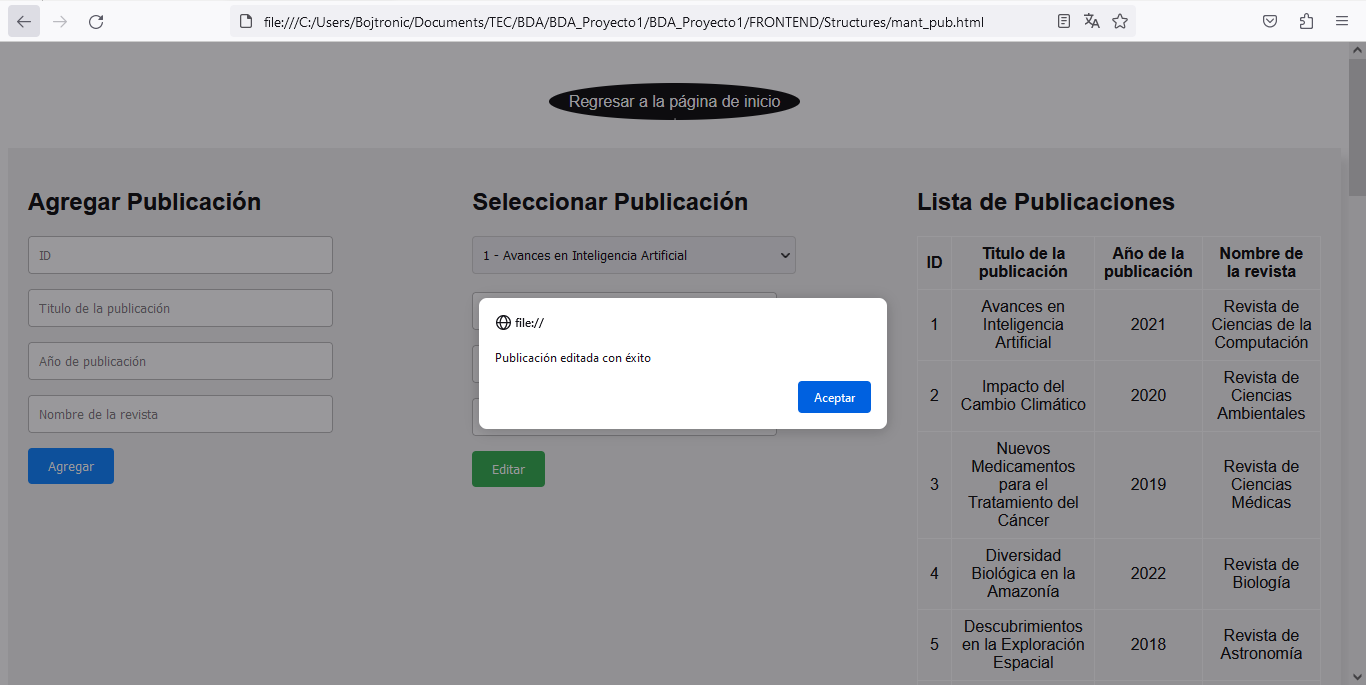 file:///C:/Users/Bojtronic/Documents/TEC/BDA/BDA_Proyecto1/BDA_Proyecto1/FRONTEND/Structures/mant_pub.html
Regresar a la página de inicio
Agregar Publicación
ID
Titulo de la publicación
Año de publicación
Nombre de la revista
Agregar
Seleccionar Publicación
1 - Avances en Inteligencia Artificial
file://
Publicación editada con éxito
Aceptar
Editar
Lista de Publicaciones
ID
Titulo de la
publicación
Año de la
publicación
Nombre de
la revista
1
Avances en
Inteligencia
Artificial
2021
Revista de
Ciencias de la
Computación
2
Impacto del
Cambio Climático
2020
Revista de
Ciencias
Ambientales
3
Nuevos
Medicamentos
para el
Tratamiento del
Cáncer
2019
Revista de
Ciencias
Médicas
4
Diversidad
Biológica en la
Amazonía
2022
Revista de
Biología
5
Descubrimientos
en la Exploración
Espacial
2018
Revista de
Astronomía